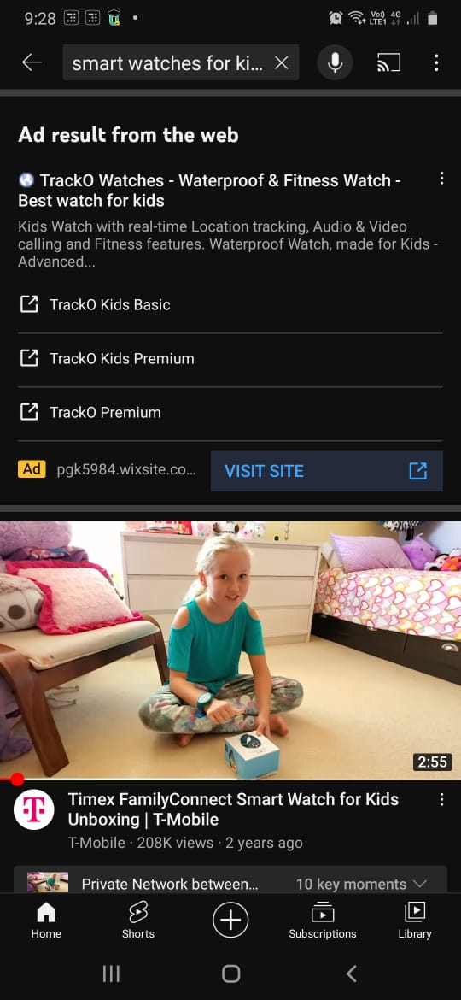 9:28
Vo)) 4G
LTE1
smart watches for ki...
Ad result from the web
TrackO Watches - Waterproof & Fitness Watch -
Best watch for kids
Kids Watch with real-time Location tracking, Audio & Video
calling and Fitness features. Waterproof Watch, made for Kids -
Advanced...
TrackO Kids Basic
TrackO Kids Premium
TrackO Premium
Ad pgk5984.wixsite.co... VISIT SITE
2:55
T
Timex FamilyConnect Smart Watch for Kids
Unboxing | T-Mobile
T-Mobile · 208K views · 2 years ago
Private Network between... 10 key moments
Home Shorts Subscriptions Library